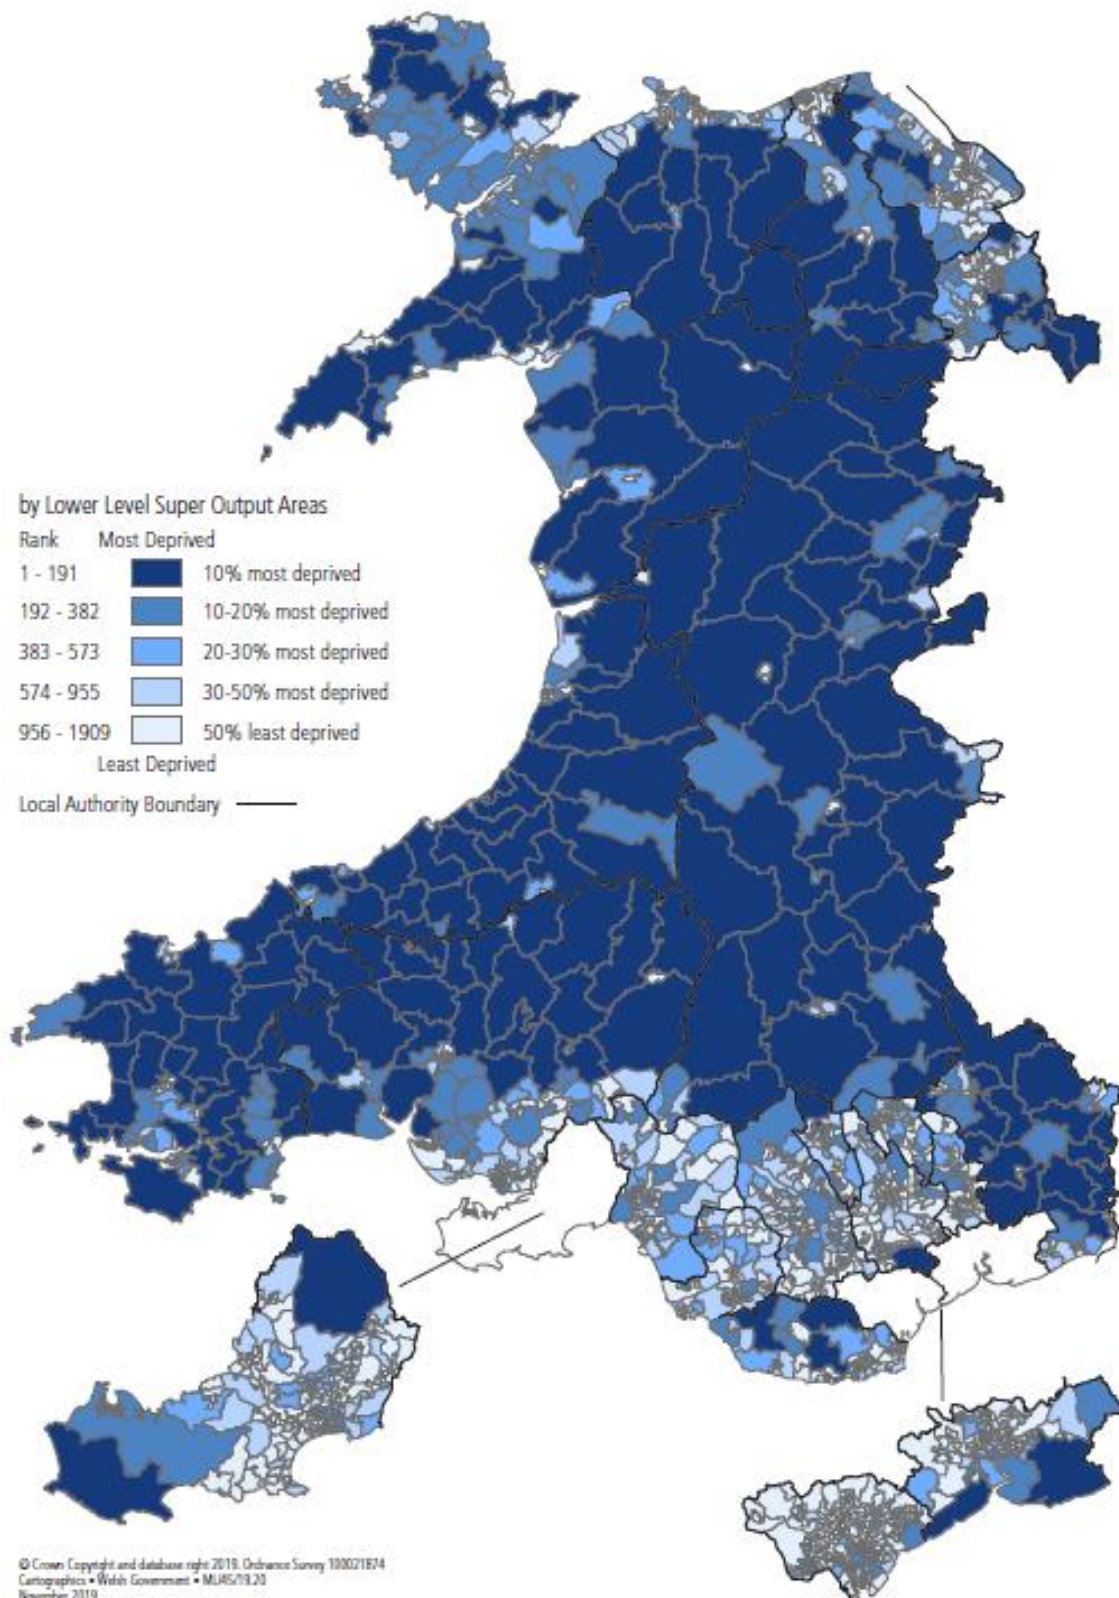 by Lower Level Super Output Areas
Rank Most Deprived
1 - 191 10% most deprived
192 - 382 10-20% most deprived
383 - 573 20-30% most deprived
574 - 955 30-50% most deprived
956 - 1909 50% least deprived
Least Deprived
Local Authority Boundary
© Crown Copyright and database right 2019. Ordnance Survey 100021874
Cartographics • Welsh Government • ML/45/19.20
November 2019